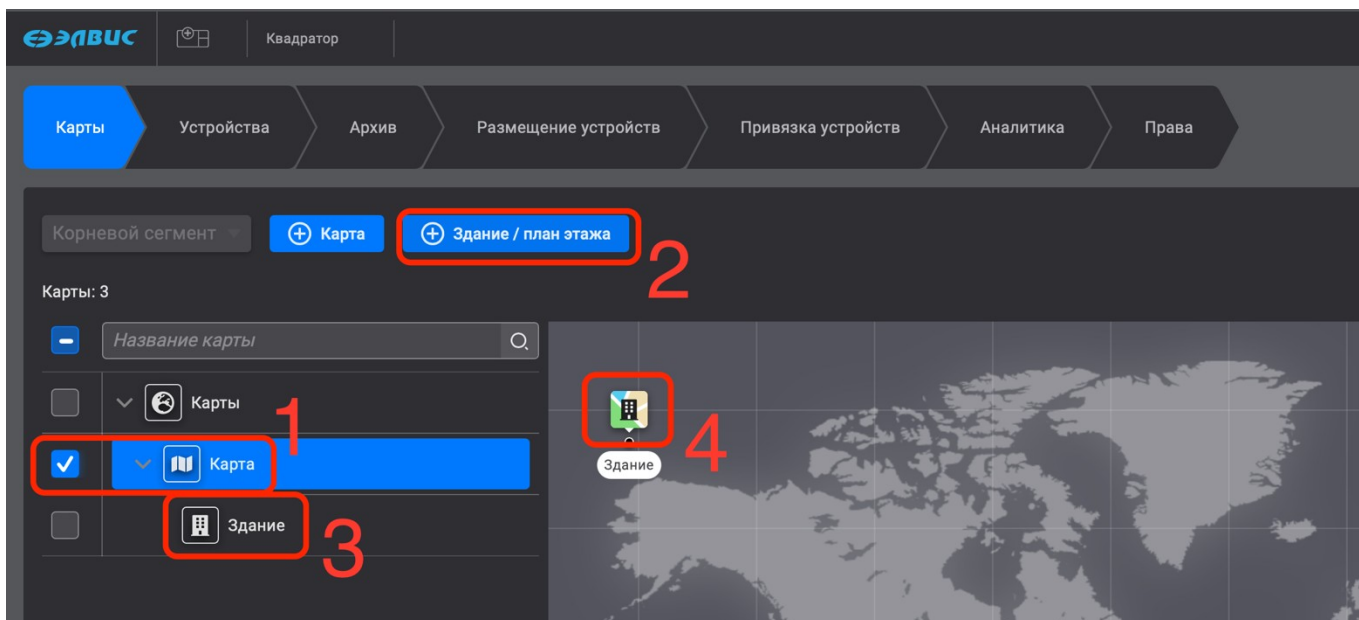 ЭЛВИС
Квадратор
Карты
Устройства
Архив
Размещение устройств
Привязка устройств
Аналитика
Права
Корневой сегмент
Карта
Здание / план этажа
2
Карты: 3
Название карты
Карты
1
Карта
Здание
3
4
Здание